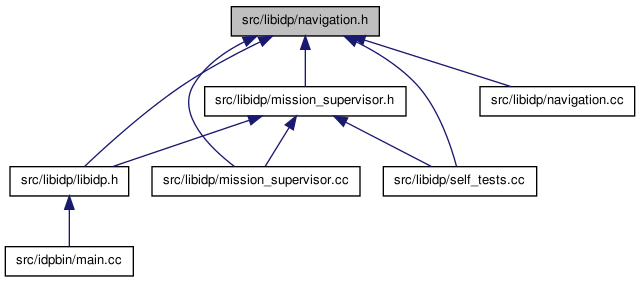 src/libidp/navigation.h
src/libidp/mission_supervisor.h
src/libidp/navigation.cc
src/libidp/libidp.h
src/libidp/mission_supervisor.cc
src/libidp/self_tests.cc
src/idpbin/main.cc